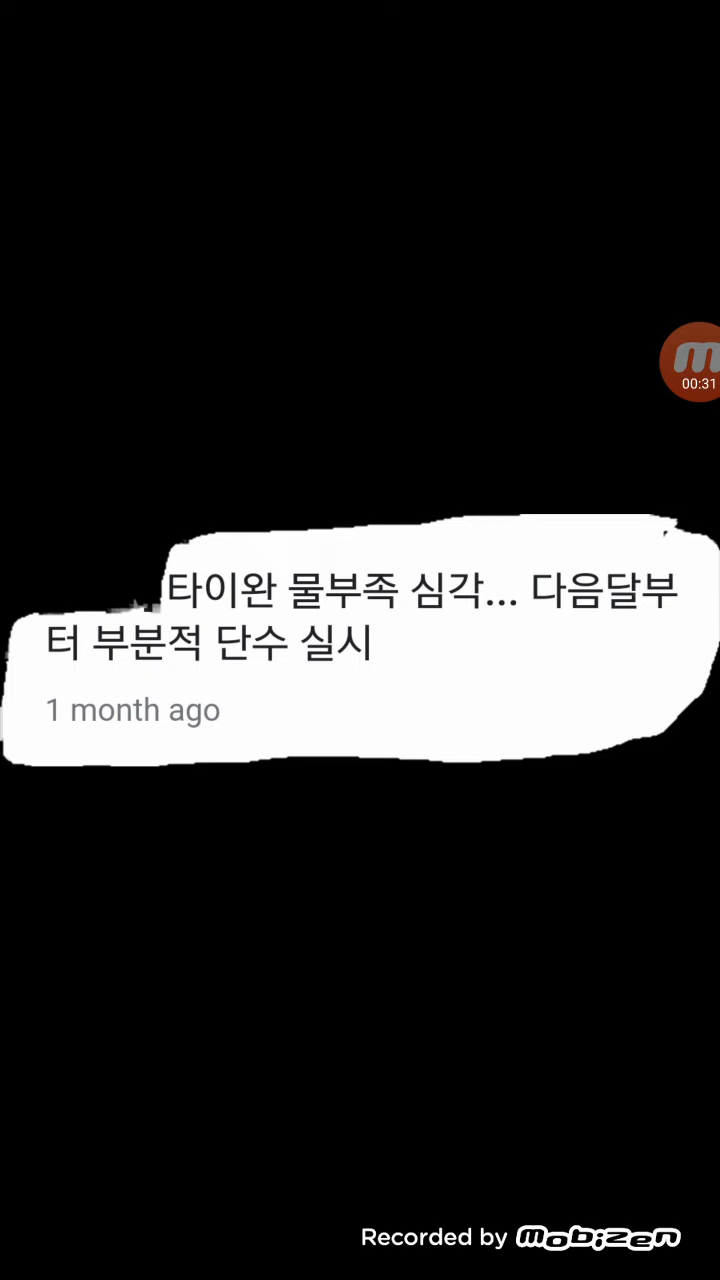 00:31
타이완 물부족 심각... 다음달부
터 부분적 단수 실시
1 month ago
Recorded by mobizen